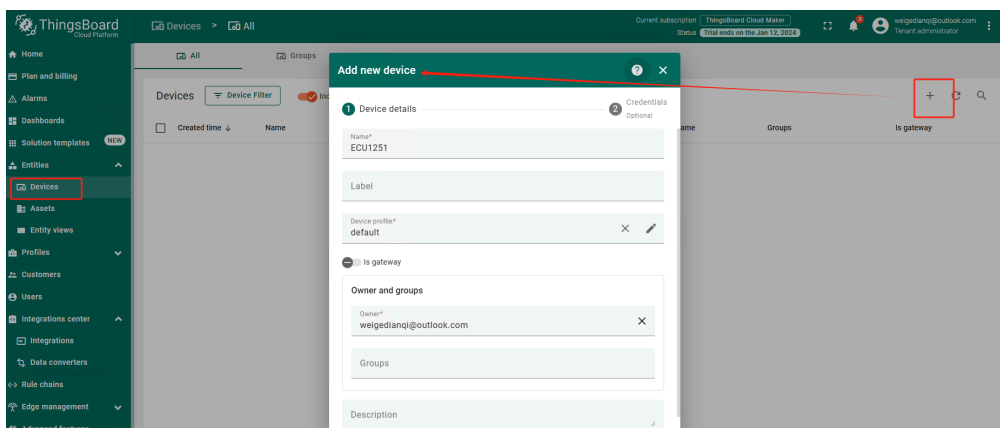 ThingsBoard
Cloud Platform
Devices > All
Current subscription ThingsBoard Cloud Maker
Status Trial ends on the Jan 12, 2024
3
weigedianqi@outlook.com
Tenant administrator
Home
Plan and billing
Alarms
Dashboards
Solution templates NEW
Entities
Devices
Assets
Entity views
Profiles
Customers
Users
Integrations center
Integrations
Data converters
Rule chains
Edge management
Advanced features
All
Groups
Devices
Device Filter
Created time
Name
Groups
Is gateway
Add new device
1 Device details
2 Credentials
Optional
Name*
ECU1251
Label
Device profile*
default
Is gateway
Owner and groups
Owner*
weigedianqi@outlook.com
Groups
Description